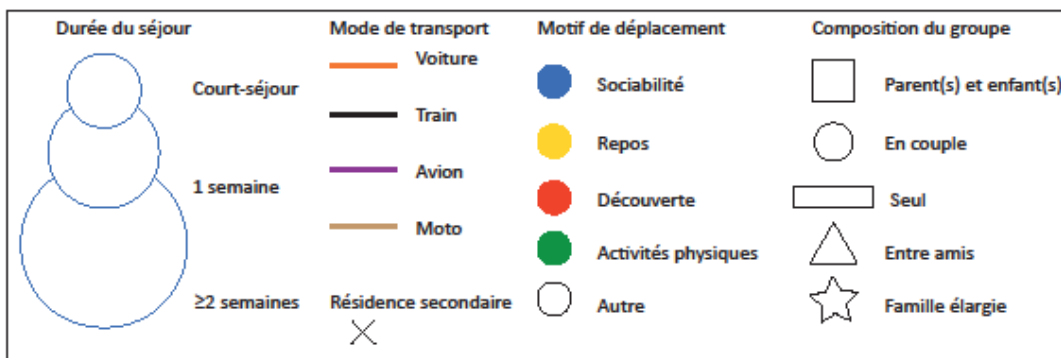 Durée du séjour
Court-séjour
1 semaine
≥2 semaines
Mode de transport
Voiture
Train
Avion
Moto
Résidence secondaire
Motif de déplacement
Sociabilité
Repos
Découverte
Activités physiques
Autre
Composition du groupe
Parent(s) et enfant(s)
En couple
Seul
Entre amis
Famille élargie